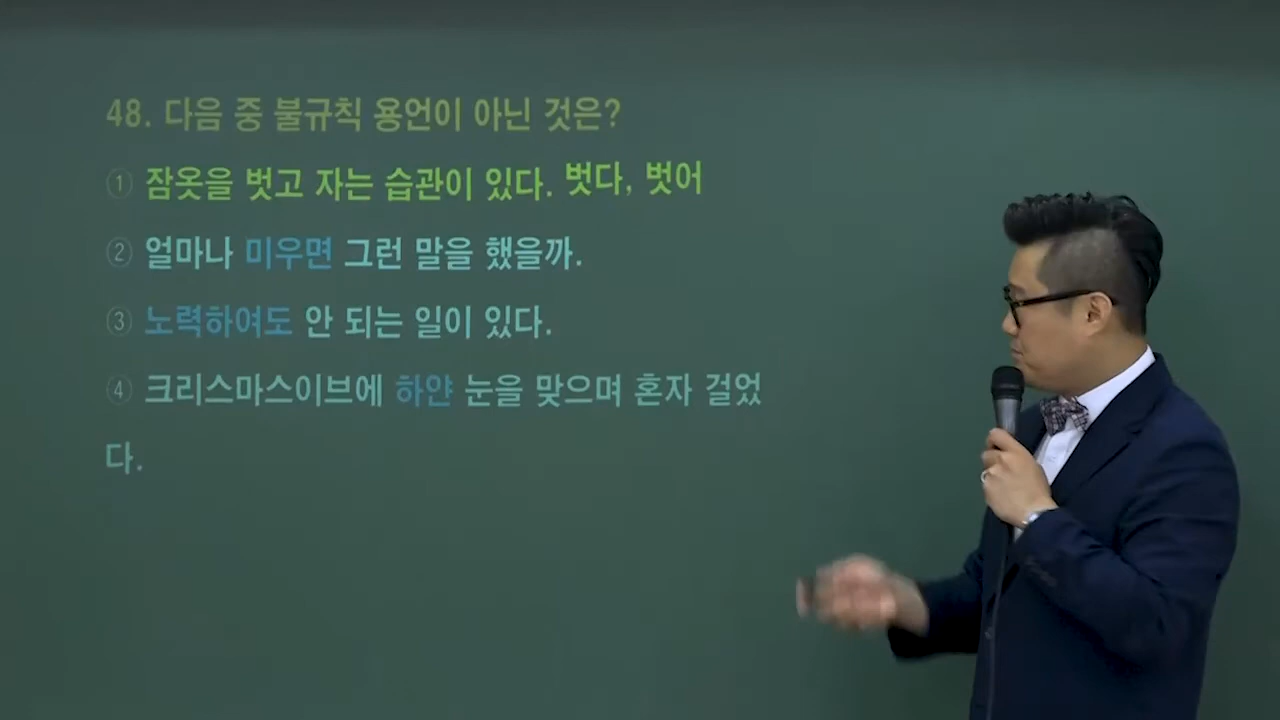 48. 다음 중 불규칙 용언이 아닌 것은?
① 잠옷을 벗고 자는 습관이 있다. 벗다, 벗어
② 얼마나 미우면 그런 말을 했을까.
③ 노력하여도 안 되는 일이 있다.
④ 크리스마스이브에 하얀 눈을 맞으며 혼자 걸었
다.